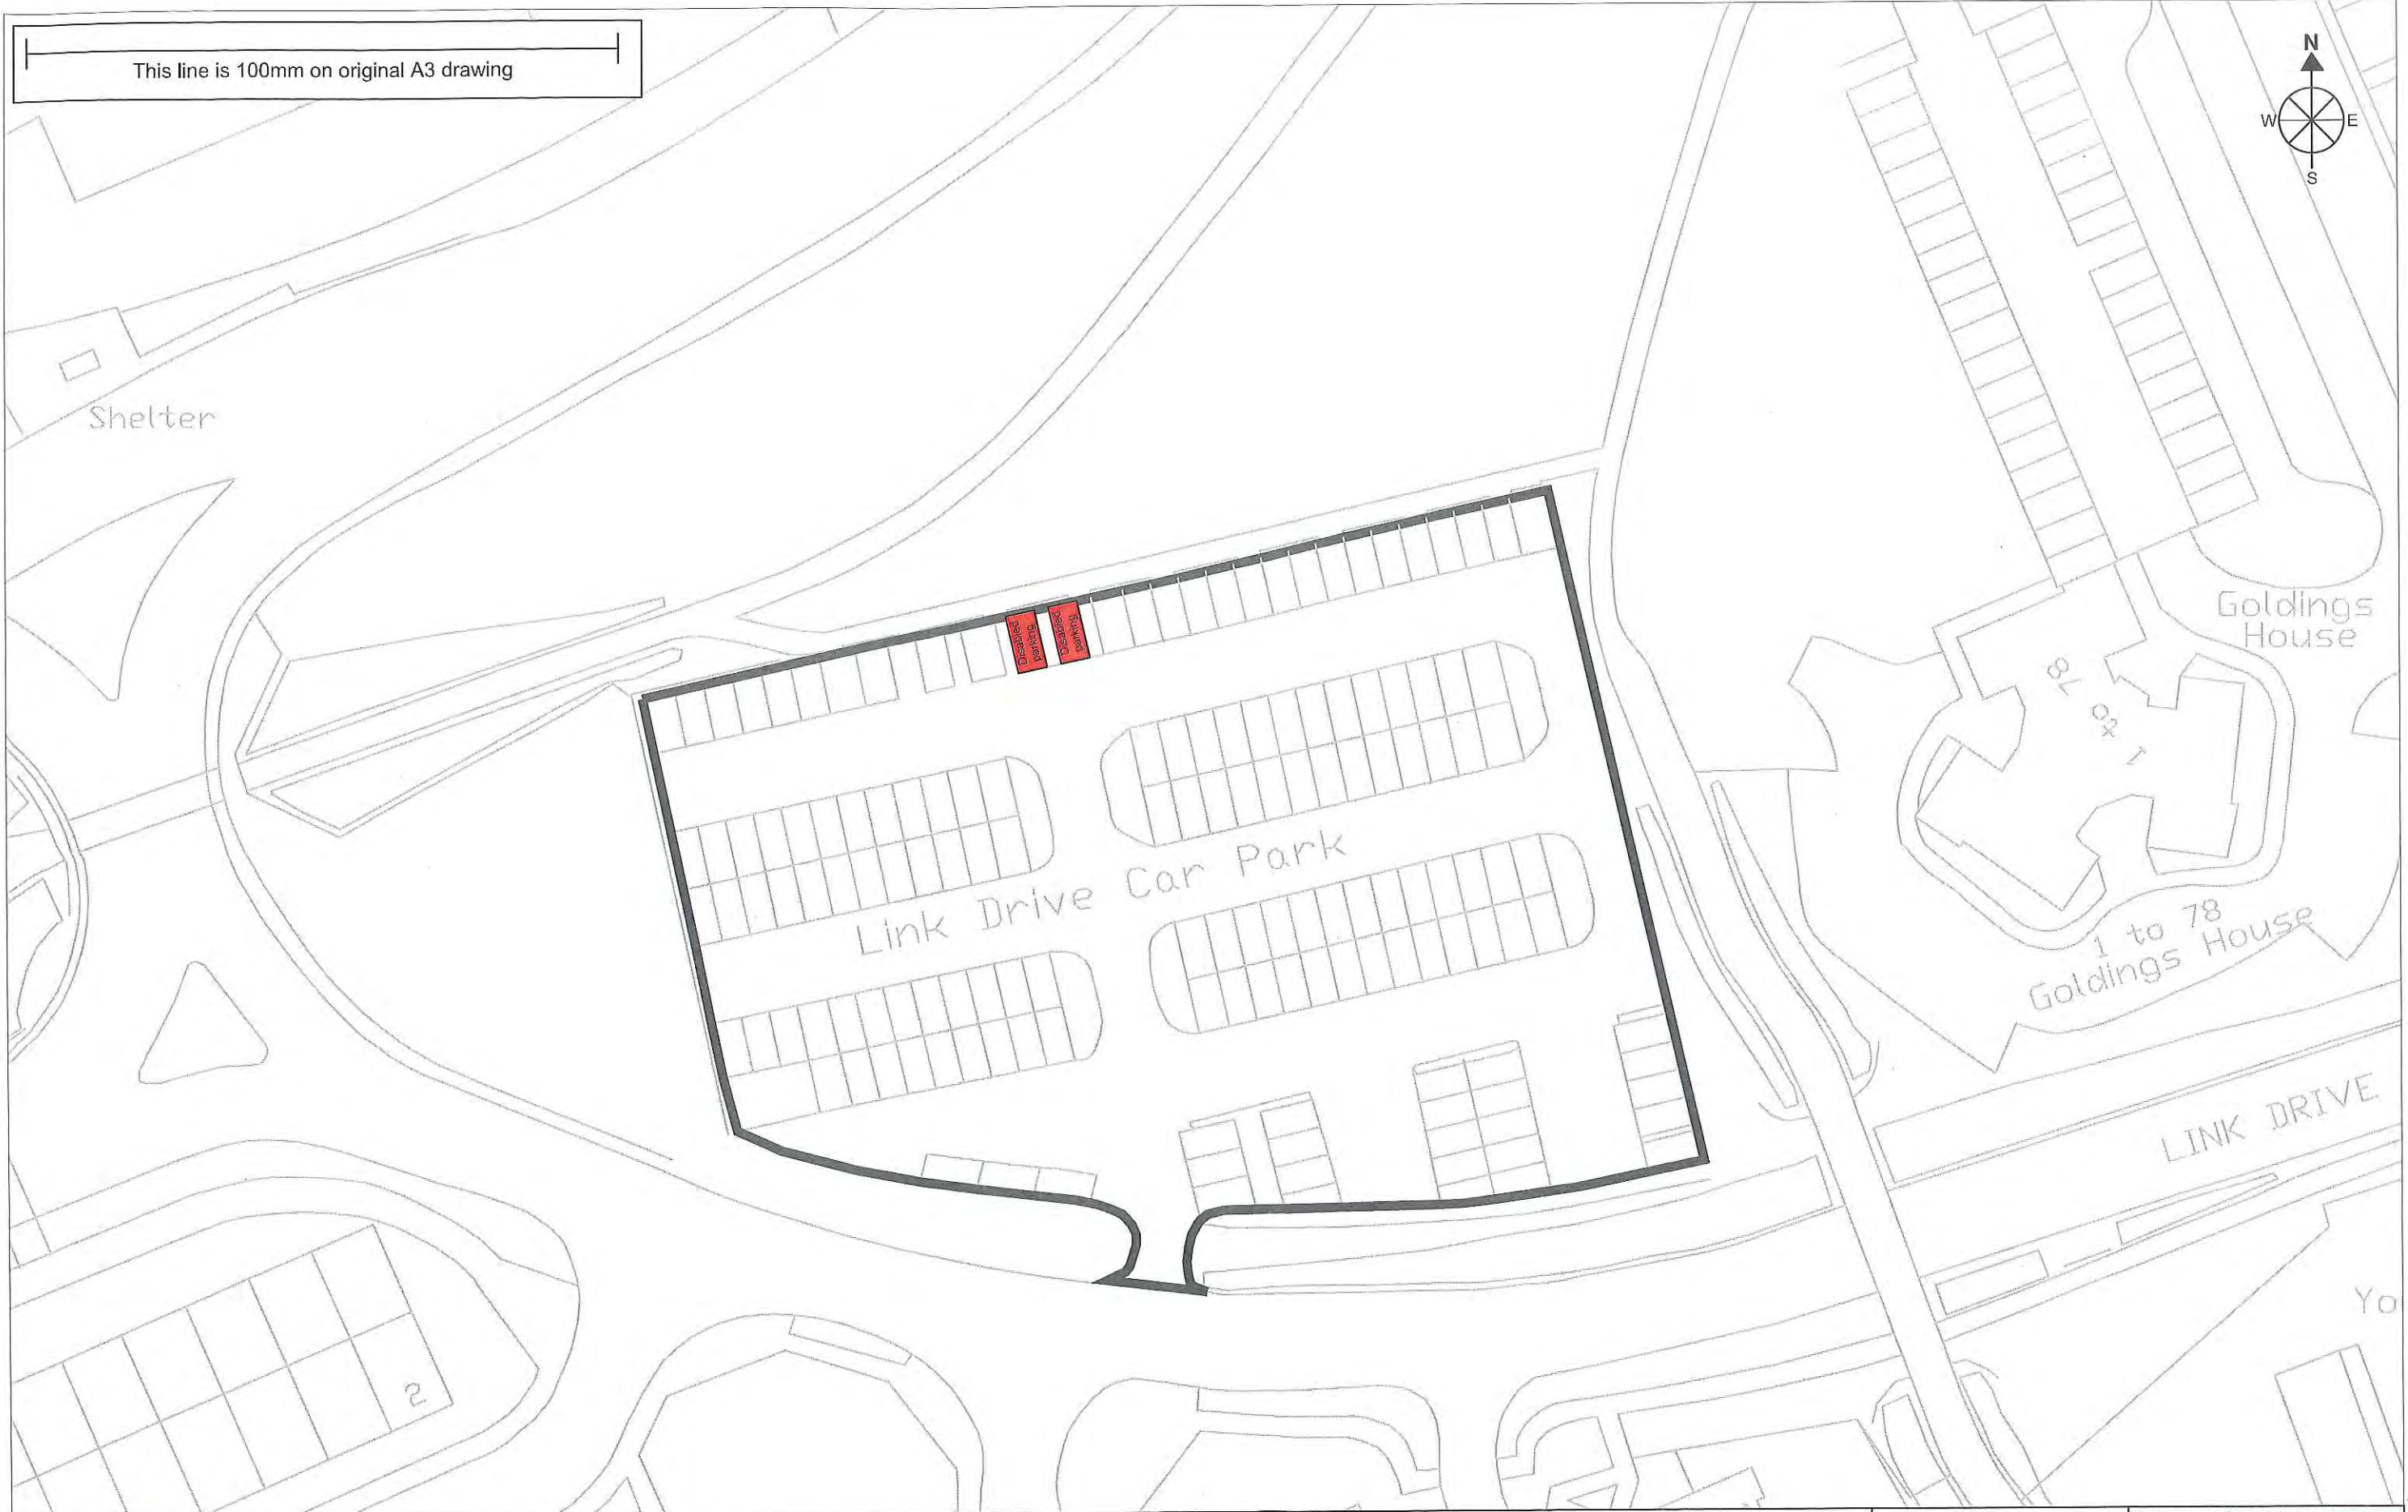 This line is 100mm on original A3 drawing
N
W
E
S
Shelter
Goldings
House
Disabled
parking
Disabled
parking
1 to 78
Link Drive Car Park
1 to 78
Goldings House
LINK DRIVE
Yo
2